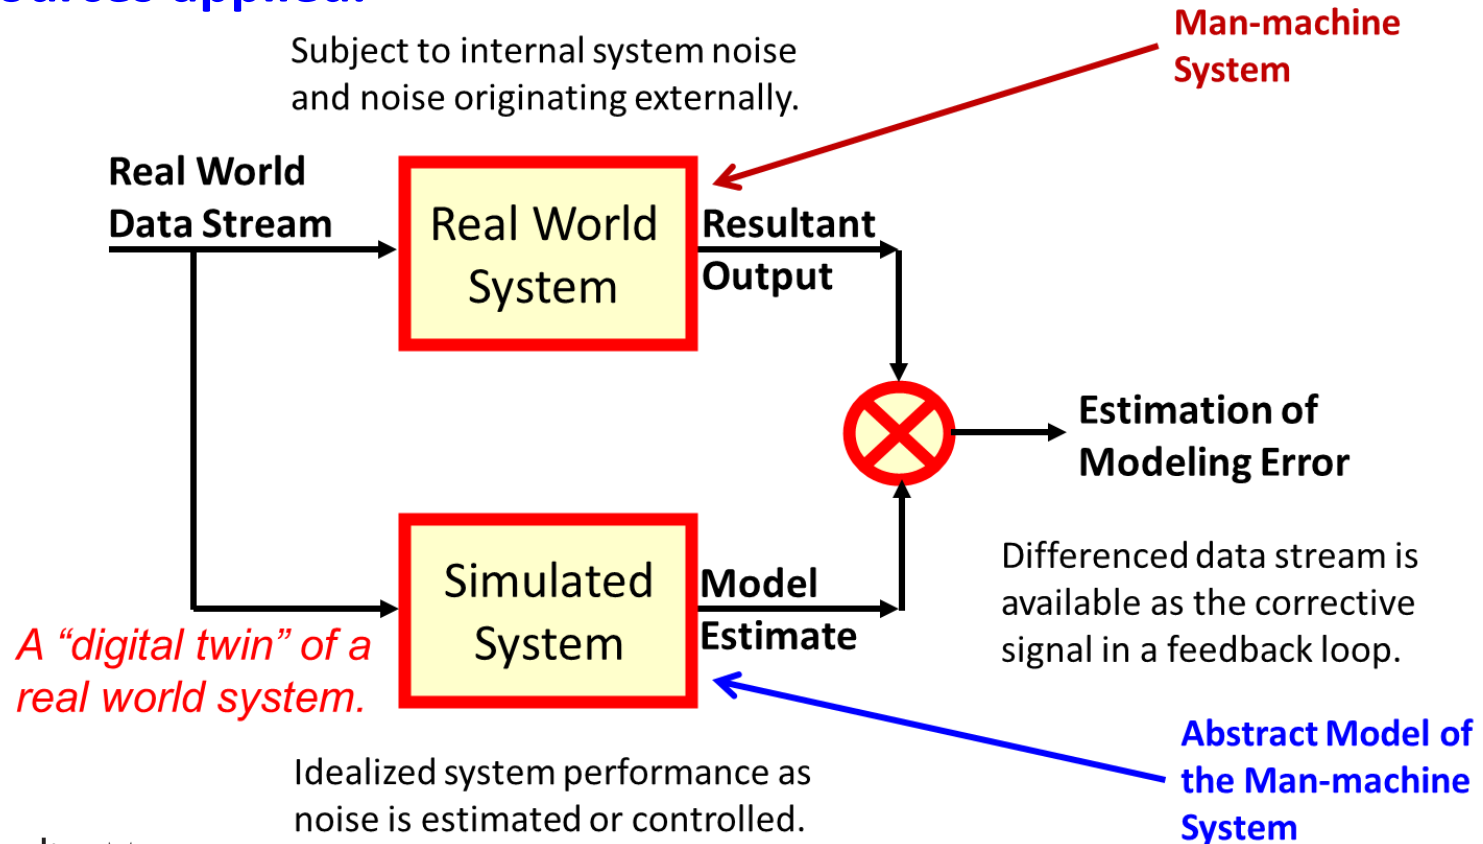 Man-machine
System
Subject to internal system noise
and noise originating externally.
Real World
Data Stream
Real World
System
Resultant
Output
Estimation of
Modeling Error
Simulated
System
Model
Estimate
Differenced data stream is
available as the corrective
signal in a feedback loop.
A “digital twin” of a
real world system.
Abstract Model of
the Man-machine
System
Idealized system performance as
noise is estimated or controlled.